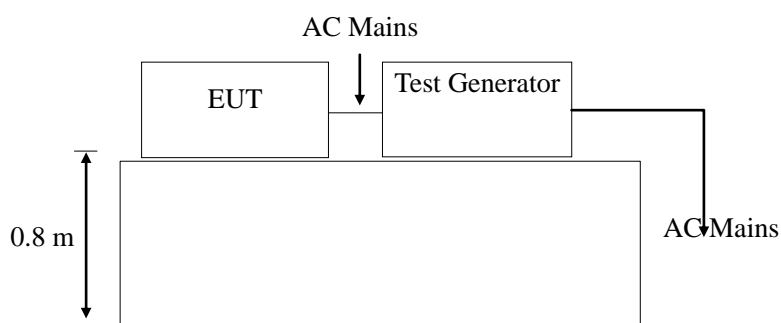 AC Mains
EUT
Test Generator
0.8 m
AC Mains